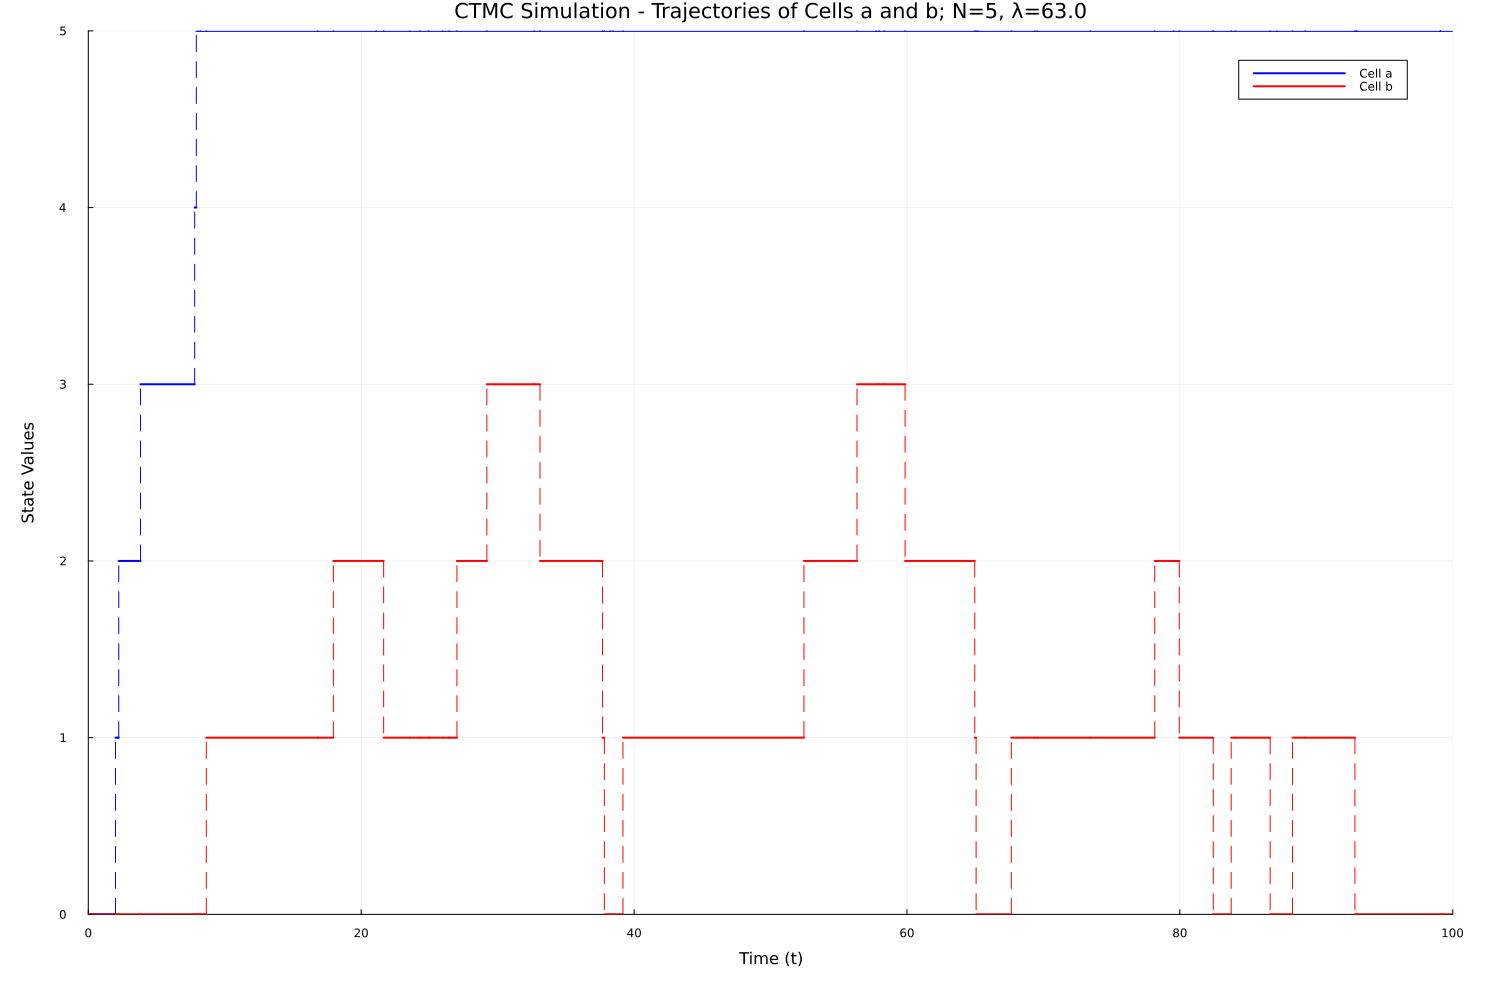 CTMC Simulation - Trajectories of Cells a and b; N=5, λ=63.0
5
Cell a
Cell b
4
3
State Values
2
1
0
0 20 40 60 80 100
Time (t)